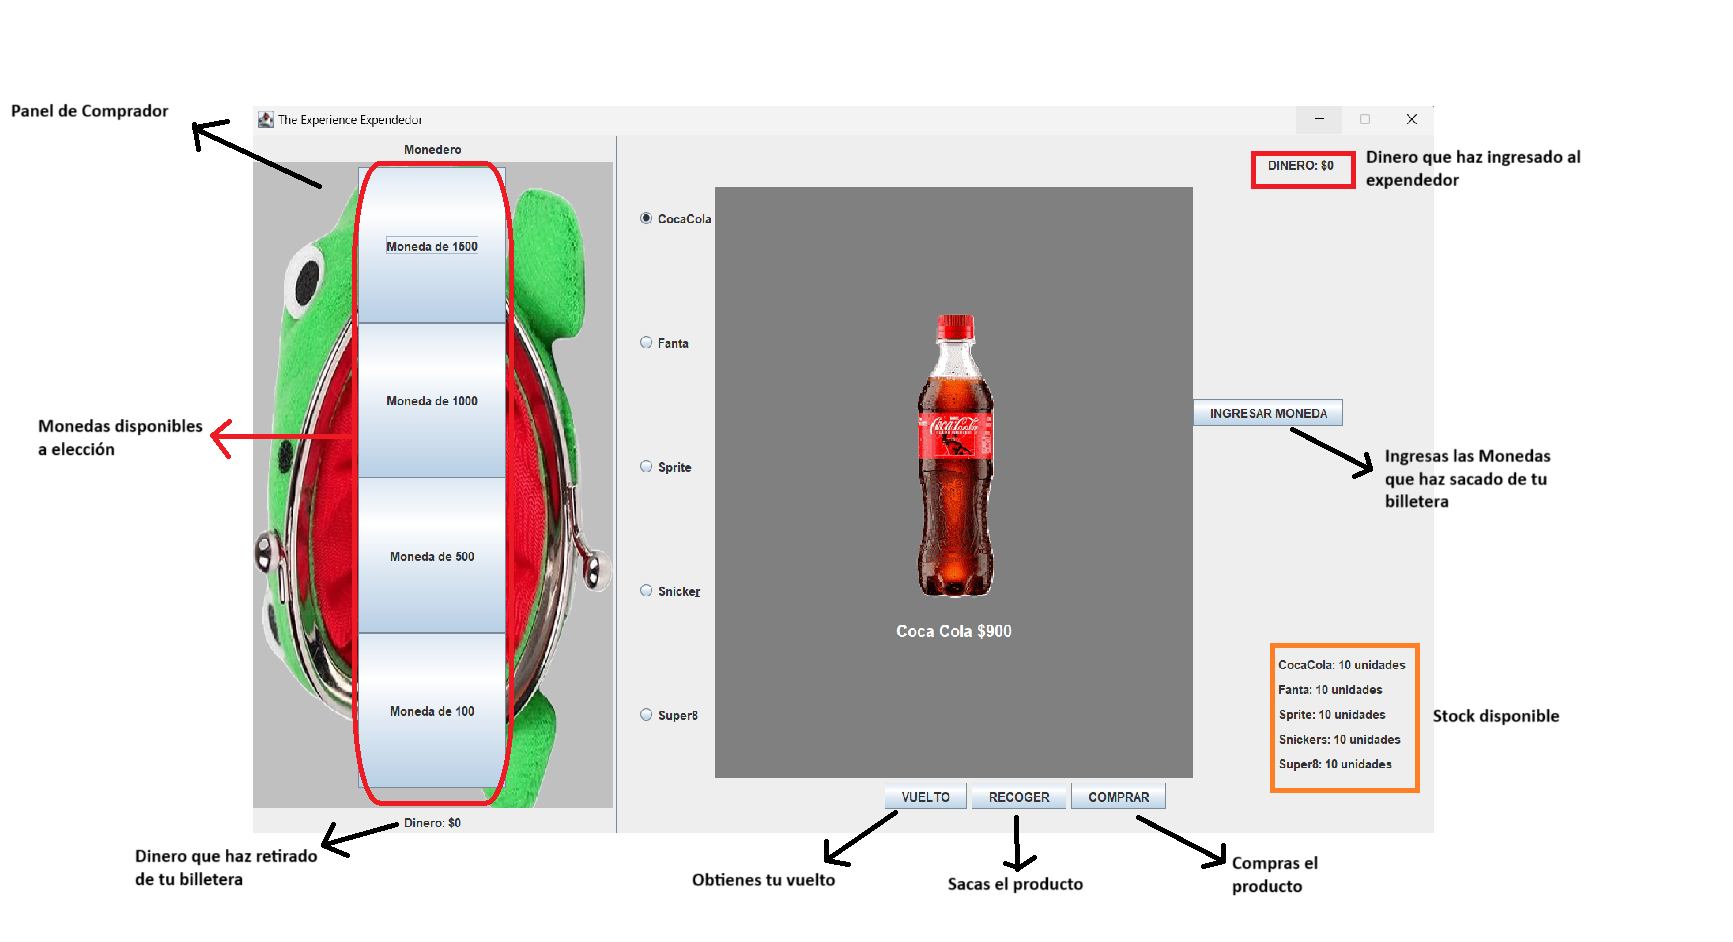 Panel de Comprador
The Experience Expendedor
Monedero
DINERO: $0
Dinero que haz ingresado al
expendedor
Moneda de 1500
Moneda de 1000
Moneda de 500
Moneda de 100
Monedas disponibles
a elección
CocaCola
Fanta
Sprite
Snicker
Super8
Coca-Cola
Coca Cola $900
INGRESAR MONEDA
Ingresas las Monedas
que haz sacado de tu
billetera
CocaCola: 10 unidades
Fanta: 10 unidades
Sprite: 10 unidades
Snickers: 10 unidades
Super8: 10 unidades
Stock disponible
VUELTO
RECOGER
COMPRAR
Dinero: $0
Dinero que haz retirado
de tu billetera
Obtienes tu vuelto
Sacas el producto
Compras el
producto